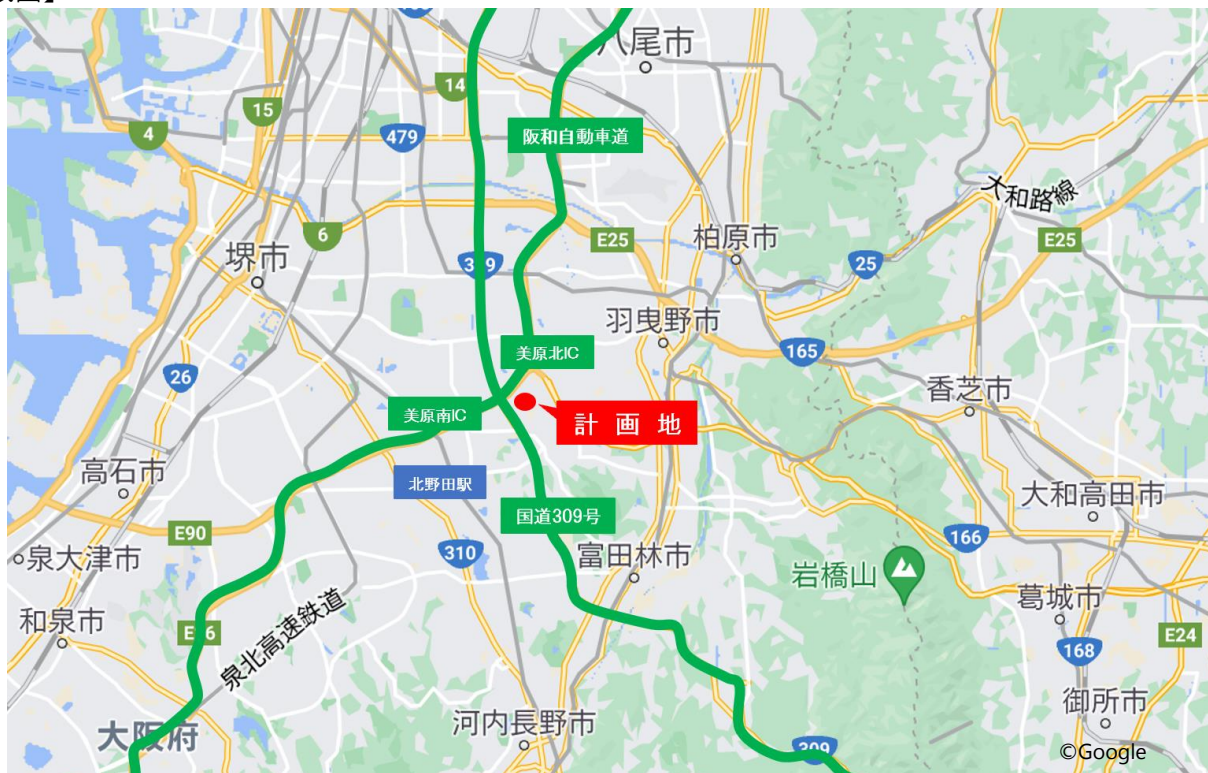 八尾市
14
15
4
479
阪和自動車道
大和路線
6
E25
柏原市
E25
堺市
309
25
羽曳野市
美原北IC
165
26
香芝市
美原南IC
計画地
高石市
北野田駅
大和高田市
国道309号
E90
310
166
泉大津市
富田林市
岩橋山
葛城市
和泉市
E26
泉北高速鉄道
E24
168
御所市
大阪府
河内長野市
309
©Google